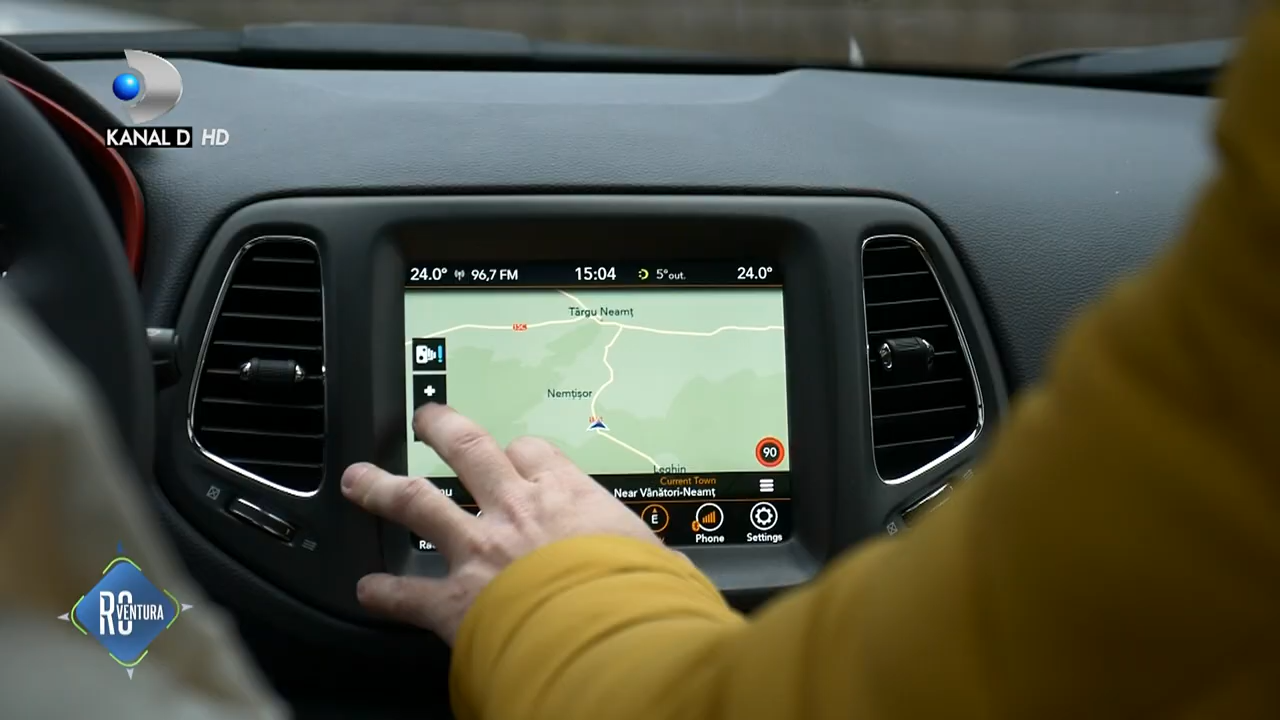 KANAL D HD
24.0° 96,7 FM 15:04 5°out. 24.0°
Târgu Neamț
15C
Nemțișor
Leghin
90
Current Town
Near Vânători-Neamț
E
Phone
Settings
RO
VENTURA